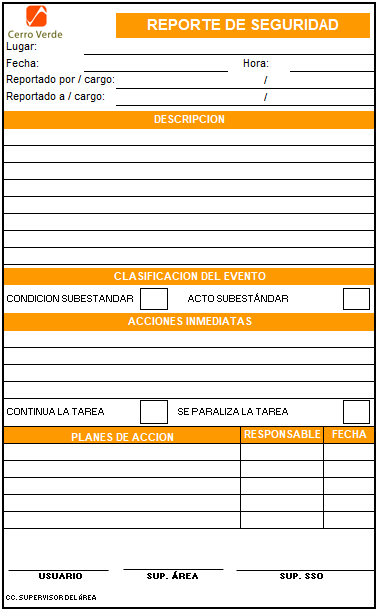 REPORTE DE SEGURIDAD
Cerro Verde
Lugar:
Fecha: Hora:
Reportado por / cargo: /
Reportado a / cargo: /
DESCRIPCION
CLASIFICACION DEL EVENTO
CONDICION SUBESTANDAR ACTO SUBESTÁNDAR
ACCIONES INMEDIATAS
CONTINUA LA TAREA SE PARALIZA LA TAREA
PLANES DE ACCION RESPONSABLE FECHA
USUARIO SUP. ÁREA SUP. SSO
CC. SUPERVISOR DEL ÁREA